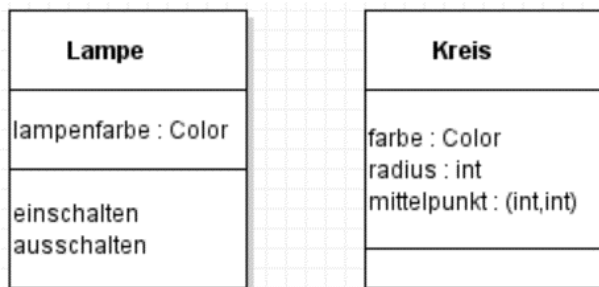 Lampe
lampenfarbe : Color
einschalten
ausschalten
Kreis
farbe : Color
radius : int
mittelpunkt : (int,int)